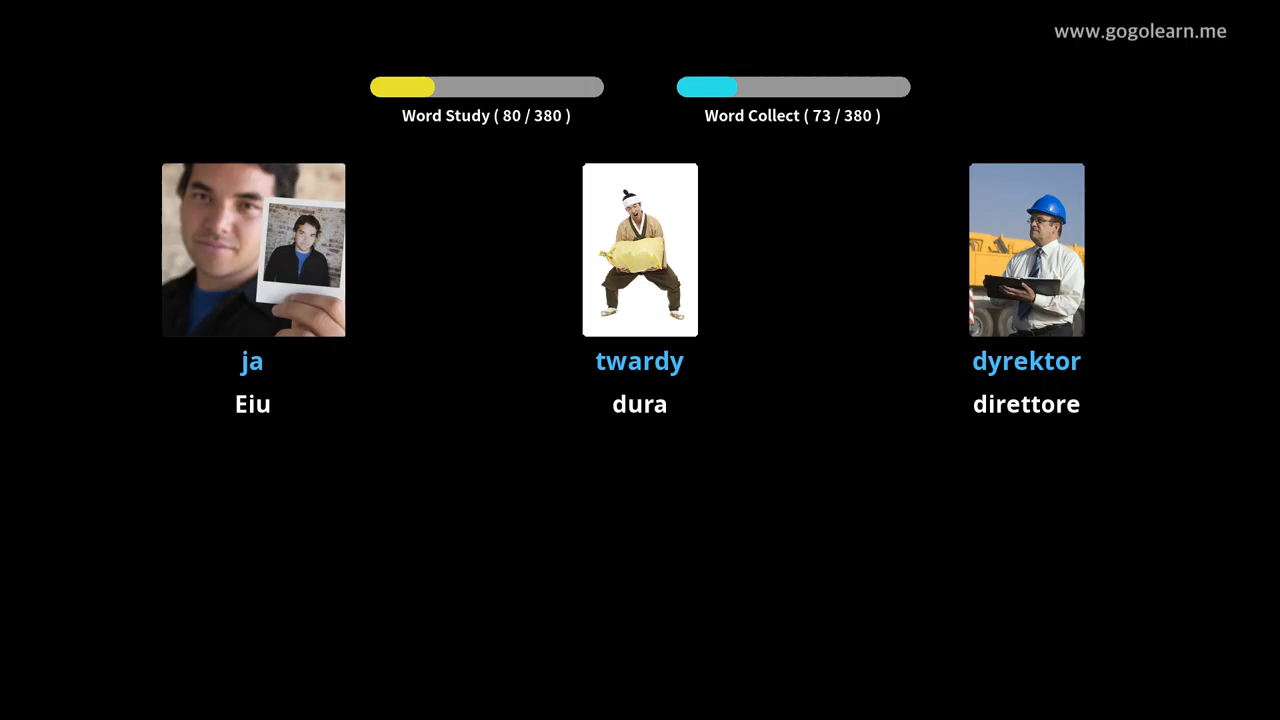 www.gogolearn.me
Word Study ( 80 / 380 )
Word Collect ( 73 / 380 )
ja
twardy
dyrektor
Eiu
dura
direttore